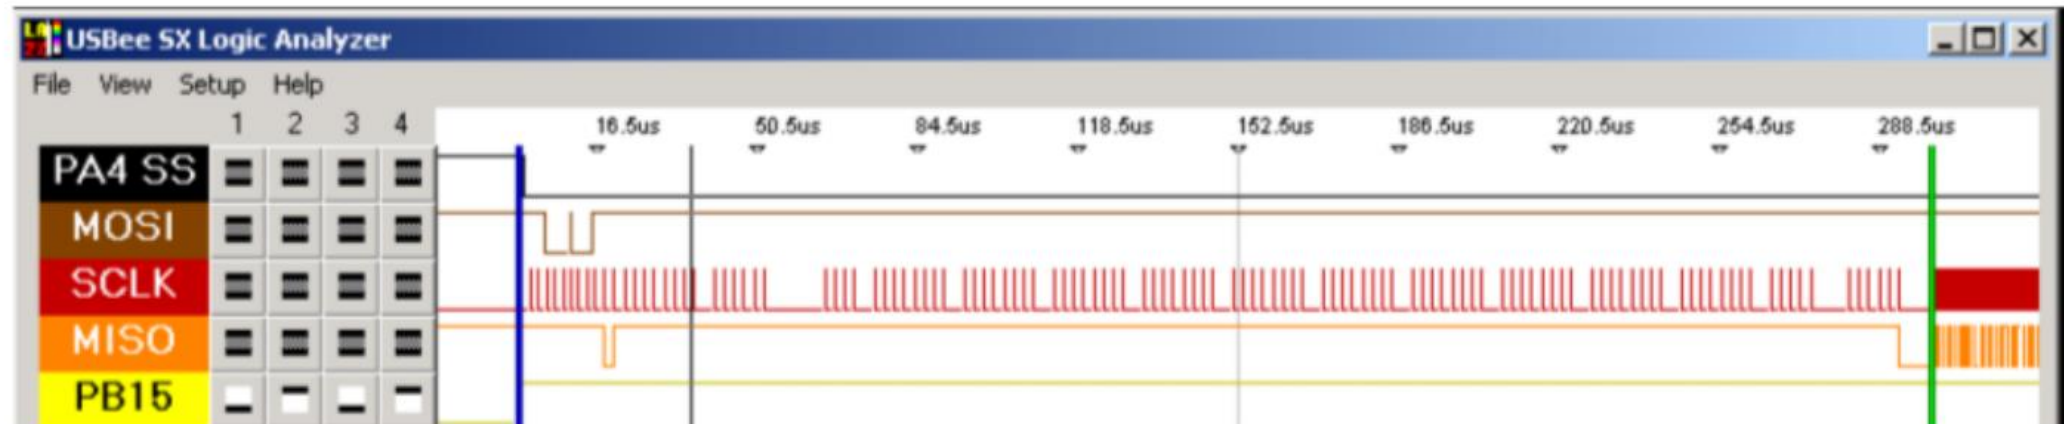 USBee SX Logic Analyzer
File View Setup Help
1 2 3 4
16.5us 50.5us 84.5us 118.5us 152.5us 186.5us 220.5us 254.5us 288.5us
PA4 SS
MOSI
SCLK
MISO
PB15